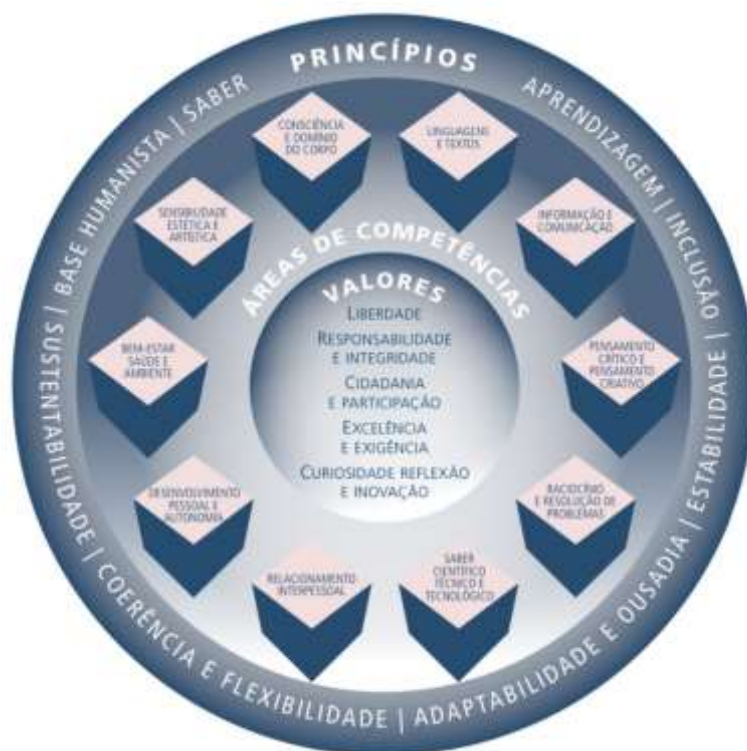 PRINCÍPIOS
BASE HUMANISTA | SABER
APRENDIZAGEM | INCLUSÃO |
SUSTENTABILIDADE |
ESTABILIDADE |
COERÊNCIA E FLEXIBILIDADE | ADAPTABILIDADE E OUSADIA |
CONSCIÊNCIA
E DOMÍNIO
DO CORPO
LINGUAGENS
E TEXTOS
SENSIBILIDADE
ESTÉTICA E
ARTÍSTICA
INFORMAÇÃO E
COMUNICAÇÃO
BEM-ESTAR
SAÚDE E
AMBIENTE
PENSAMENTO
CRÍTICO E
PENSAMENTO
CRIATIVO
DESENVOLVIMENTO
PESSOAL E
AUTONOMIA
RACIOCÍNIO
E RESOLUÇÃO DE
PROBLEMAS
RELACIONAMENTO
INTERPESSOAL
SABER
CIENTÍFICO
TÉCNICO E
TECNOLÓGICO
ÁREAS DE COMPETÊNCIAS
VALORES
LIBERDADE
RESPONSABILIDADE
E INTEGRIDADE
CIDADANIA
E PARTICIPAÇÃO
EXCELÊNCIA
E EXIGÊNCIA
CURIOSIDADE REFLEXÃO
E INOVAÇÃO